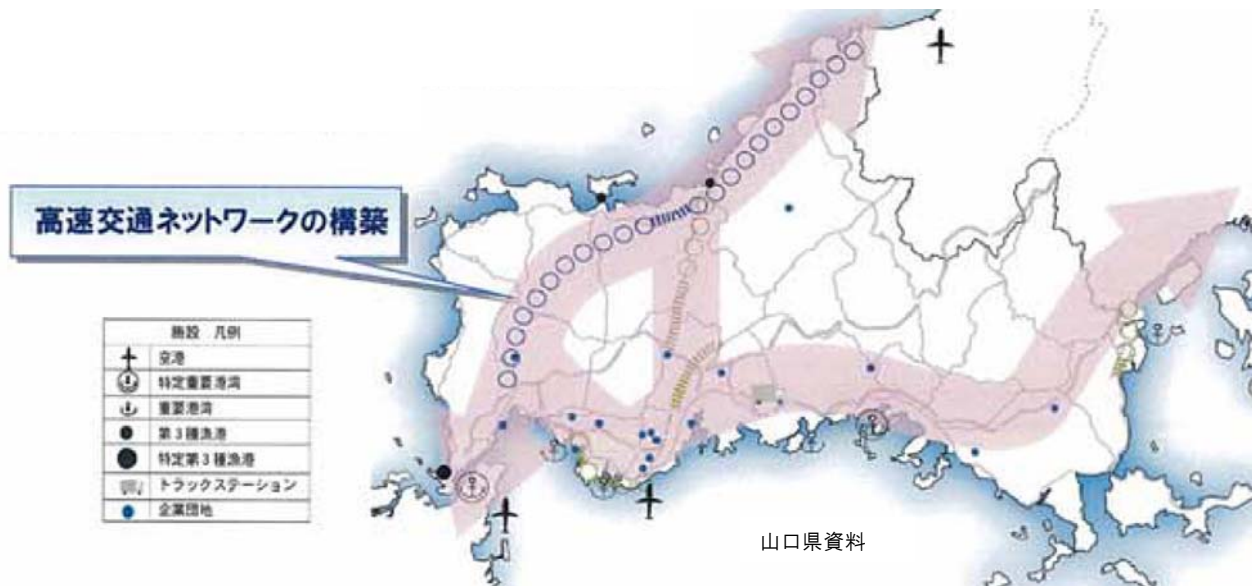 高速交通ネットワークの構築
施設 凡例
空港
特定重要港湾
重要港湾
第3種漁港
特定第3種漁港
トラックステーション
企業団地
山口県資料